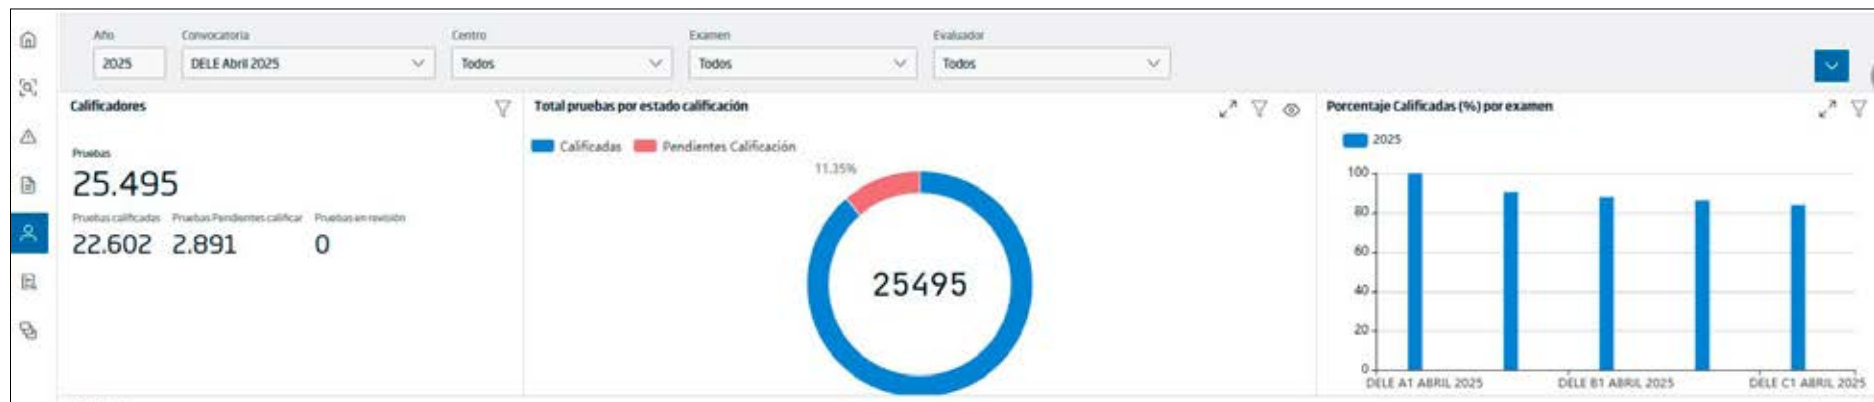 Año Convocatoria Centro Examen Evaluador
2025 DELE Abril 2025 Todos Todos Todos
Calificadores
Pruebas
25.495
Pruebas calificadas Pruebas Pendientes calificar Pruebas en revisión
22.602 2.891 0
Total pruebas por estado calificación
Calificadas Pendientes Calificación
11.35%
25495
Porcentaje Calificadas (%) por examen
2025
100
80
60
40
20
0
DELE A1 ABRIL 2025 DELE B1 ABRIL 2025 DELE C1 ABRIL 2025